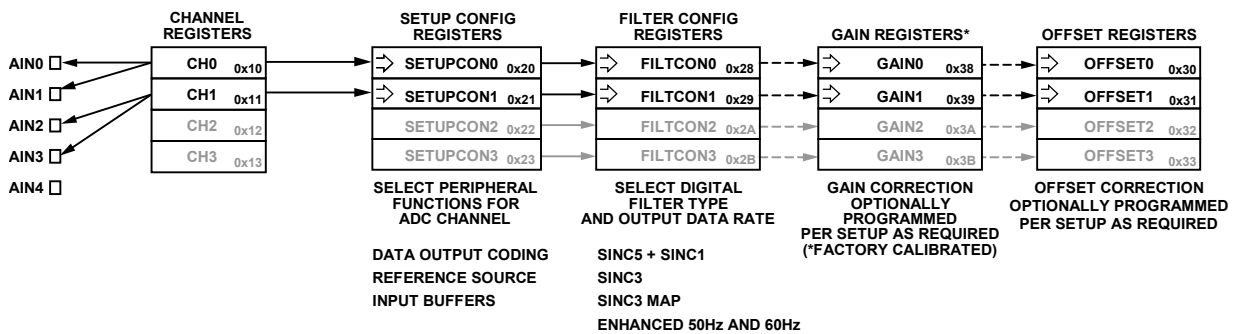 CHANNEL
REGISTERS
SETUP CONFIG
REGISTERS
FILTER CONFIG
REGISTERS
GAIN REGISTERS*
OFFSET REGISTERS
AIN0
AIN1
AIN2
AIN3
AIN4
CH0 0x10
CH1 0x11
CH2 0x12
CH3 0x13
SETUPCON0 0x20
SETUPCON1 0x21
SETUPCON2 0x22
SETUPCON3 0x23
FILTCON0 0x28
FILTCON1 0x29
FILTCON2 0x2A
FILTCON3 0x2B
GAIN0 0x38
GAIN1 0x39
GAIN2 0x3A
GAIN3 0x3B
OFFSET0 0x30
OFFSET1 0x31
OFFSET2 0x32
OFFSET3 0x33
SELECT PERIPHERAL
FUNCTIONS FOR
ADC CHANNEL
SELECT DIGITAL
FILTER TYPE
AND OUTPUT DATA RATE
GAIN CORRECTION
OPTIONALLY
PROGRAMMED
PER SETUP AS REQUIRED
(*FACTORY CALIBRATED)
OFFSET CORRECTION
OPTIONALLY PROGRAMMED
PER SETUP AS REQUIRED
DATA OUTPUT CODING
REFERENCE SOURCE
INPUT BUFFERS
SINC5 + SINC1
SINC3
SINC3 MAP
ENHANCED 50Hz AND 60Hz